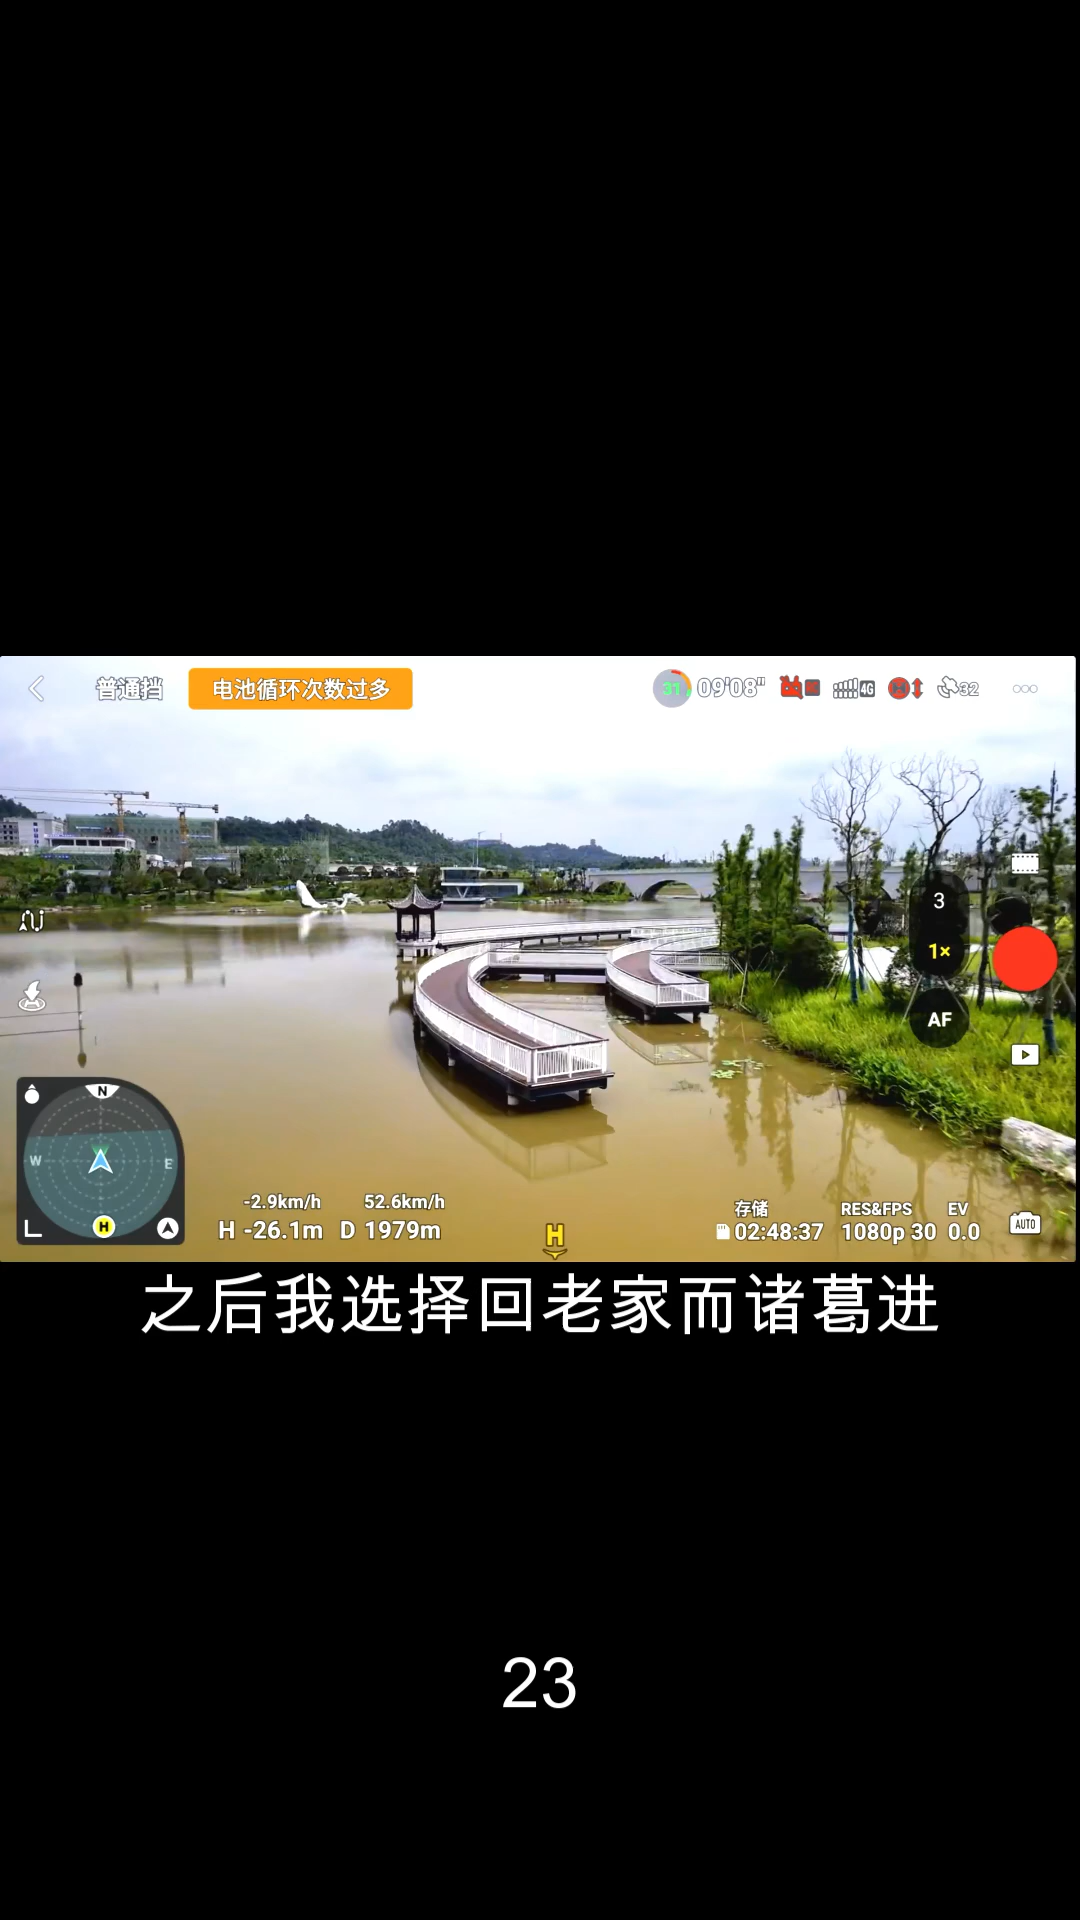 普通挡 电池循环次数过多 31 09'08" 4G 32
3
1×
AF
N
W E
H
L
-2.9km/h 52.6km/h
H -26.1m D 1979m
H
存储 RES&FPS EV
02:48:37 1080p 30 0.0
AUTO
之后我选择回老家而诸葛进
23